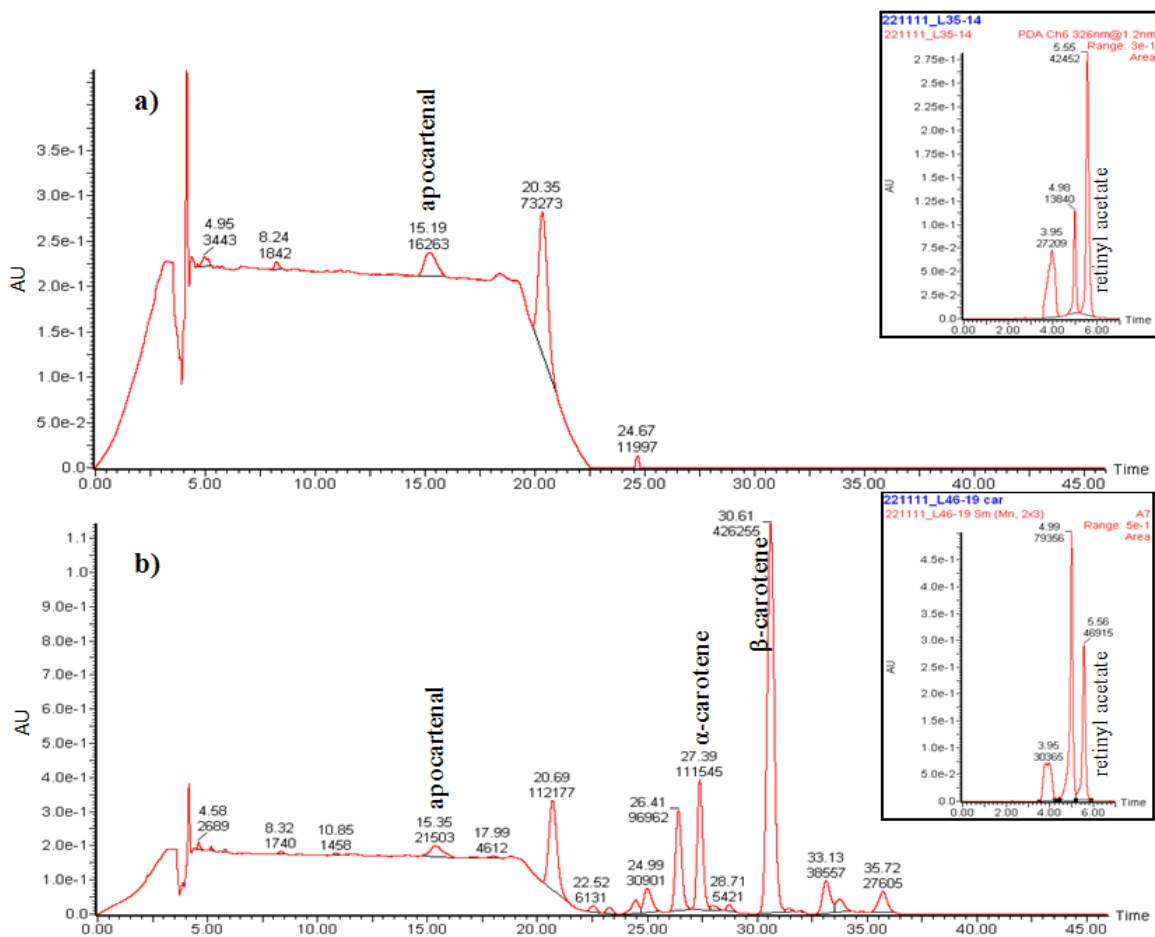 a)
AU
3.5e-1
3.0e-1
2.5e-1
2.0e-1
1.5e-1
1.0e-1
5.0e-2
0.0
4.95
3443
8.24
1842
apocartenal
15.19
16263
20.35
73273
24.67
11997
0.00 5.00 10.00 15.00 20.00 25.00 30.00 35.00 40.00 45.00 Time
221111_L35-14
221111_L35-14 PDA Ch6 326nm@1.2nm
Range: 3e-1
Area
AU
2.75e-1
2.5e-1
2.25e-1
2.0e-1
1.75e-1
1.5e-1
1.25e-1
1.0e-1
7.5e-2
5.0e-2
2.5e-2
0.0
3.95
27209
4.98
13840
5.55
42452
retinyl acetate
0.00 2.00 4.00 6.00 Time
b)
AU
1.1
1.0
9.0e-1
8.0e-1
7.0e-1
6.0e-1
5.0e-1
4.0e-1
3.0e-1
2.0e-1
1.0e-1
0.0
4.58
2689
8.32
1740
10.85
1458
apocartenal
15.35
21503
17.99
4612
20.69
112177
22.52
6131
24.99
30901
26.41
96962
α-carotene
27.39
111545
28.71
5421
30.61
426255
β-carotene
33.13
38557
35.72
27605
0.00 5.00 10.00 15.00 20.00 25.00 30.00 35.00 40.00 45.00 Time
221111_L46-19 car
221111_L46-19 Sm (Mn, 2x3) A7
Range: 5e-1
Area
AU
4.5e-1
4.0e-1
3.5e-1
3.0e-1
2.5e-1
2.0e-1
1.5e-1
1.0e-1
5.0e-2
0.0
3.95
30365
4.99
79356
5.56
46915
retinyl acetate
0.00 2.00 4.00 6.00 Time